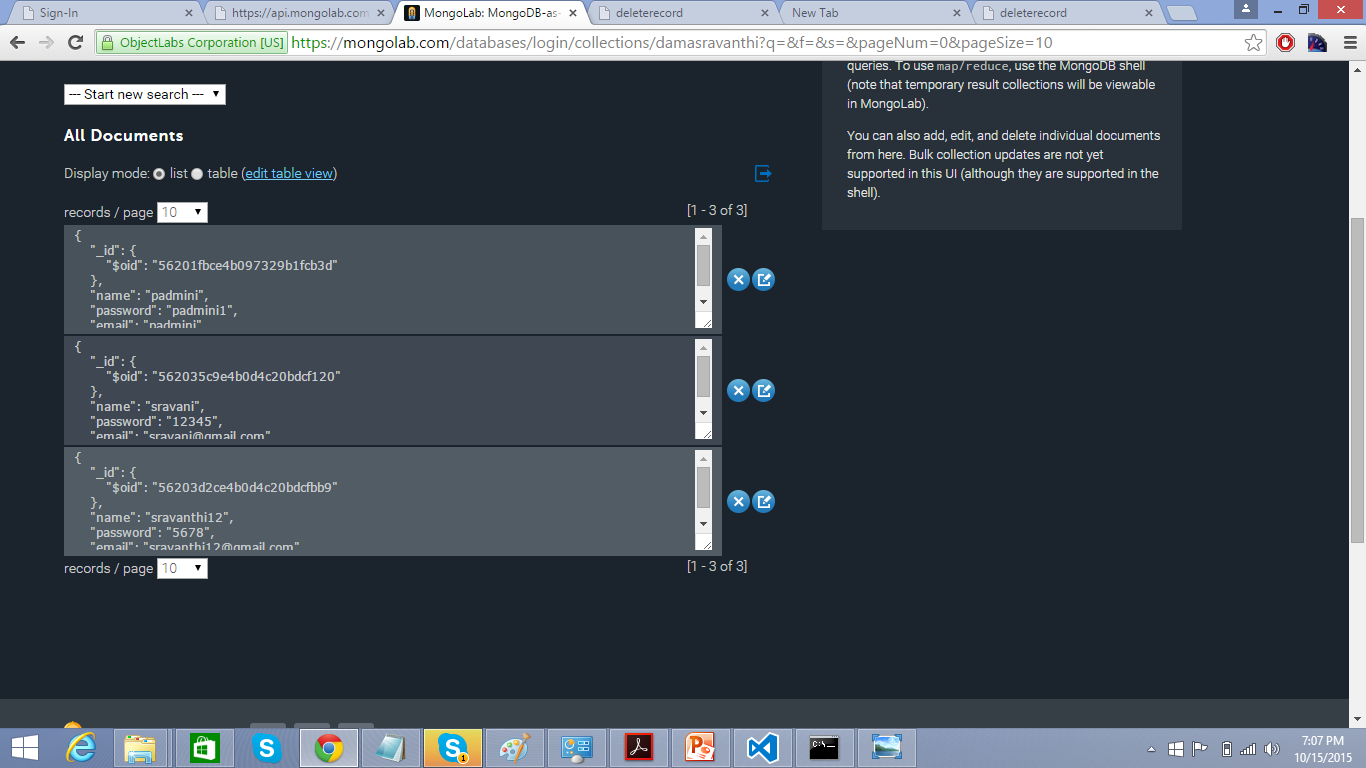 Sign-In
https://api.mongolab.com
MongoLab: MongoDB-as-
deleterecord
New Tab
deleterecord
ObjectLabs Corporation [US]
https://mongolab.com/databases/login/collections/damasravanthi?q=&f=&s=&pageNum=0&pageSize=10
--- Start new search ---
All Documents
Display mode: list table (edit table view)
records / page 10
[1 - 3 of 3]
{
"_id": {
"$oid": "56201fbce4b097329b1fcb3d"
},
"name": "padmini",
"password": "padmini1",
"email": "padmini"
{
"_id": {
"$oid": "562035c9e4b0d4c20bdcf120"
},
"name": "sravani",
"password": "12345",
"email": "sravani@gmail.com"
{
"_id": {
"$oid": "56203d2ce4b0d4c20bdcfbb9"
},
"name": "sravanthi12",
"password": "5678",
"email": "sravanthi12@gmail.com"
records / page 10
[1 - 3 of 3]
queries. To use map/reduce, use the MongoDB shell
(note that temporary result collections will be viewable
in MongoLab).
You can also add, edit, and delete individual documents
from here. Bulk collection updates are not yet
supported in this UI (although they are supported in the
shell).
7:07 PM
10/15/2015